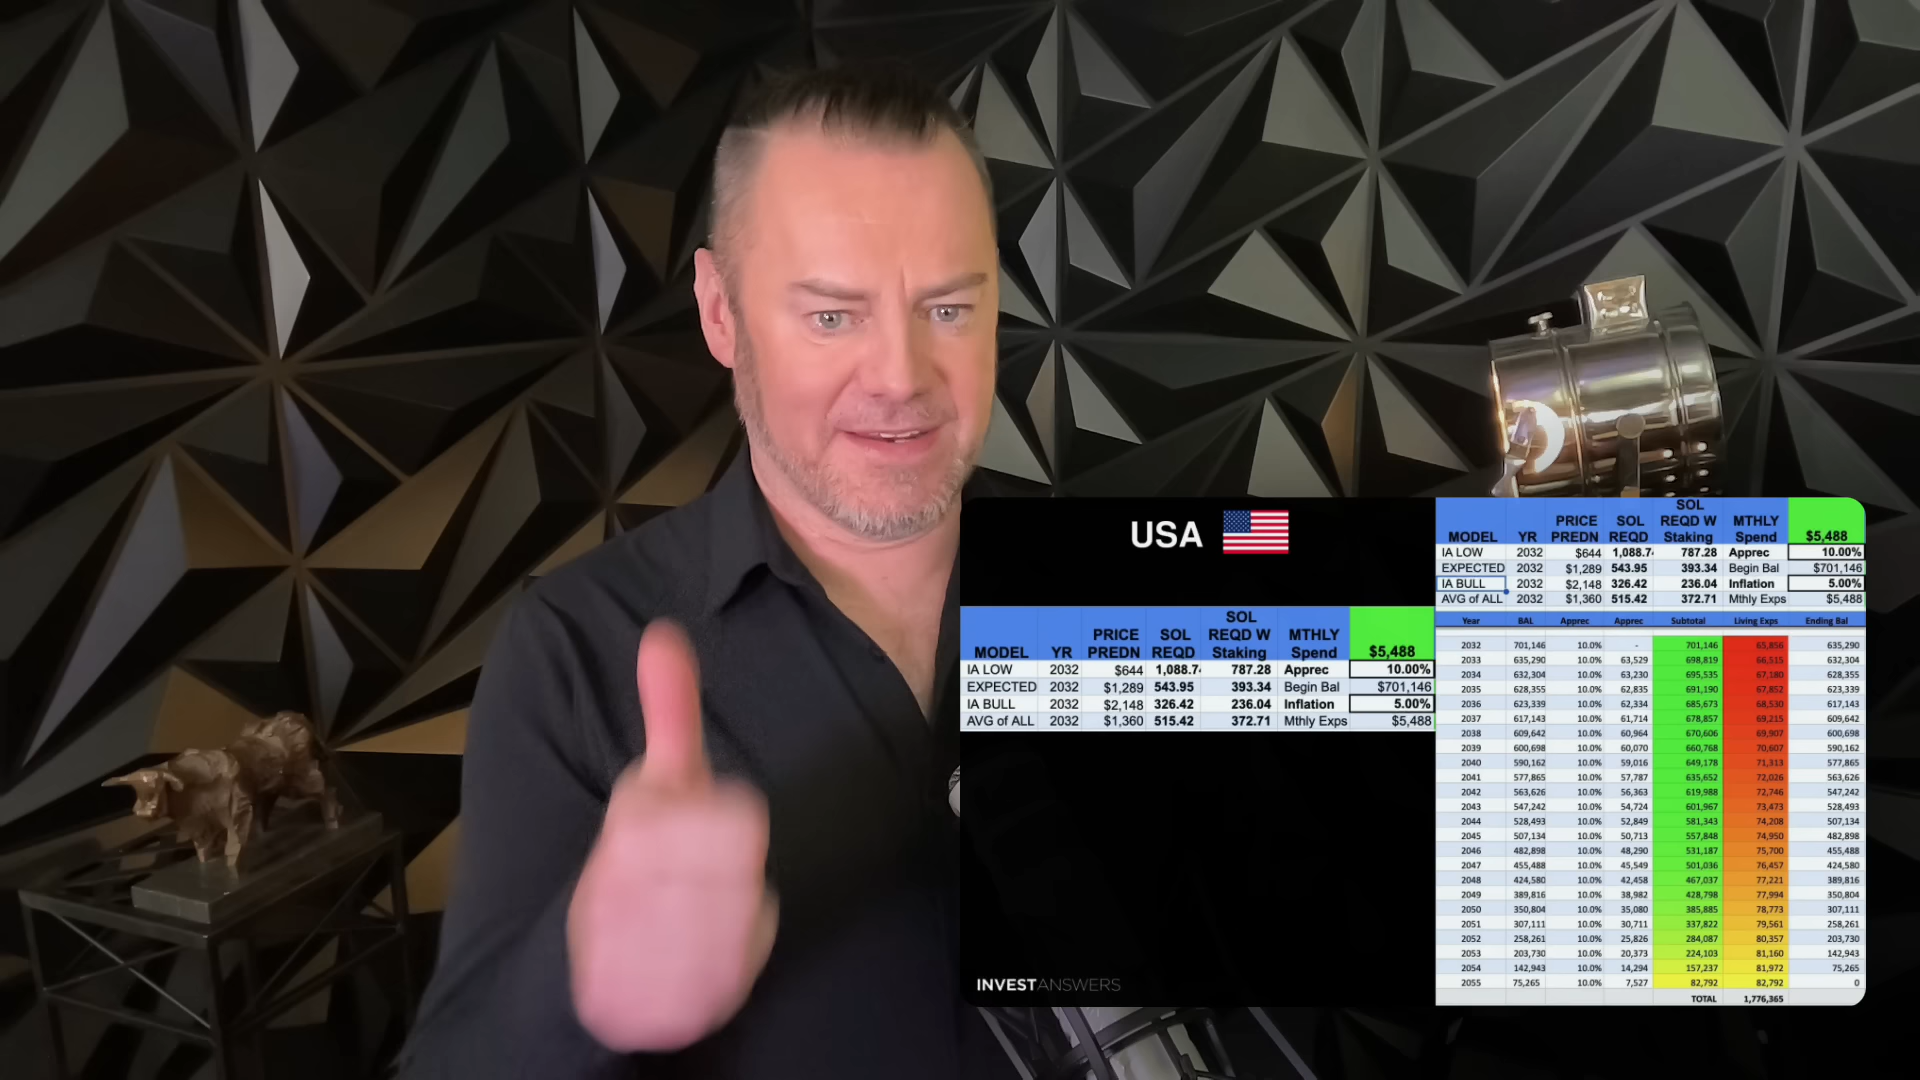 USA
SOL
PRICE SOL REQD W MTHLY
MODEL YR PREDN REQD Staking Spend $5,488
IA LOW 2032 $644 1,088.74 787.28 Apprec 10.00%
EXPECTED 2032 $1,289 543.95 393.34 Begin Bal $701,146
IA BULL 2032 $2,148 326.42 236.04 Inflation 5.00%
AVG of ALL 2032 $1,360 515.42 372.71 Mthly Exps $5,488
INVESTANSWERS
SOL
PRICE SOL REQD W MTHLY
MODEL YR PREDN REQD Staking Spend $5,488
IA LOW 2032 $644 1,088.74 787.28 Apprec 10.00%
EXPECTED 2032 $1,289 543.95 393.34 Begin Bal $701,146
IA BULL 2032 $2,148 326.42 236.04 Inflation 5.00%
AVG of ALL 2032 $1,360 515.42 372.71 Mthly Exps $5,488
Year BAL Apprec Apprec Subtotal Living Exps Ending Bal
2032 701,146 10.0% - 701,146 65,856 635,290
2033 635,290 10.0% 63,529 698,819 66,515 632,304
2034 632,304 10.0% 63,230 695,535 67,180 628,355
2035 628,355 10.0% 62,835 691,190 67,852 623,339
2036 623,339 10.0% 62,334 685,673 68,530 617,143
2037 617,143 10.0% 61,714 678,857 69,215 609,642
2038 609,642 10.0% 60,964 670,606 69,907 600,698
2039 600,698 10.0% 60,070 660,768 70,607 590,162
2040 590,162 10.0% 59,016 649,178 71,313 577,865
2041 577,865 10.0% 57,787 635,652 72,026 563,626
2042 563,626 10.0% 56,363 619,988 72,746 547,242
2043 547,242 10.0% 54,724 601,967 73,473 528,493
2044 528,493 10.0% 52,849 581,343 74,208 507,134
2045 507,134 10.0% 50,713 557,848 74,950 482,898
2046 482,898 10.0% 48,290 531,187 75,700 455,488
2047 455,488 10.0% 45,549 501,036 76,457 424,580
2048 424,580 10.0% 42,458 467,037 77,221 389,816
2049 389,816 10.0% 38,982 428,798 77,994 350,804
2050 350,804 10.0% 35,080 385,885 78,773 307,111
2051 307,111 10.0% 30,711 337,822 79,561 258,261
2052 258,261 10.0% 25,826 284,087 80,357 203,730
2053 203,730 10.0% 20,373 224,103 81,160 142,943
2054 142,943 10.0% 14,294 157,237 81,972 75,265
2055 75,265 10.0% 7,527 82,792 82,792 0
TOTAL 1,776,365